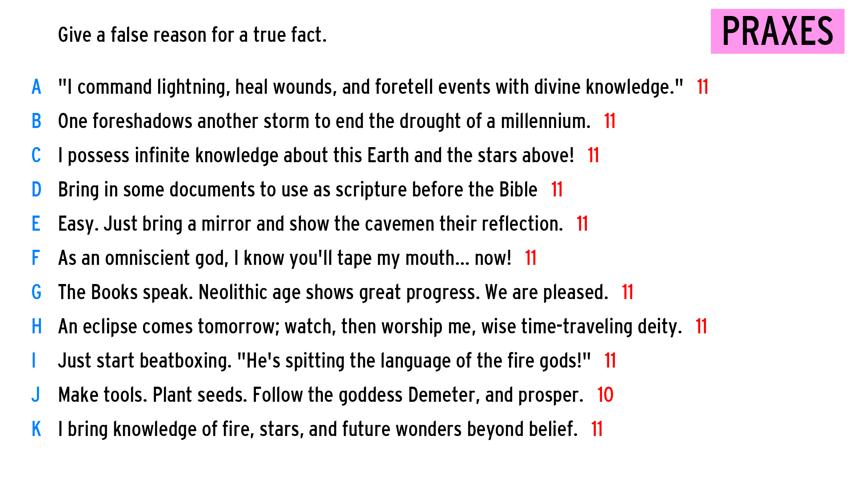 Give a false reason for a true fact.
PRAXES
A "I command lightning, heal wounds, and foretell events with divine knowledge." 11
B One foreshadows another storm to end the drought of a millennium. 11
C I possess infinite knowledge about this Earth and the stars above! 11
D Bring in some documents to use as scripture before the Bible 11
E Easy. Just bring a mirror and show the cavemen their reflection. 11
F As an omniscient god, I know you'll tape my mouth... now! 11
G The Books speak. Neolithic age shows great progress. We are pleased. 11
H An eclipse comes tomorrow; watch, then worship me, wise time-traveling deity. 11
I Just start beatboxing. "He's spitting the language of the fire gods!" 11
J Make tools. Plant seeds. Follow the goddess Demeter, and prosper. 10
K I bring knowledge of fire, stars, and future wonders beyond belief. 11